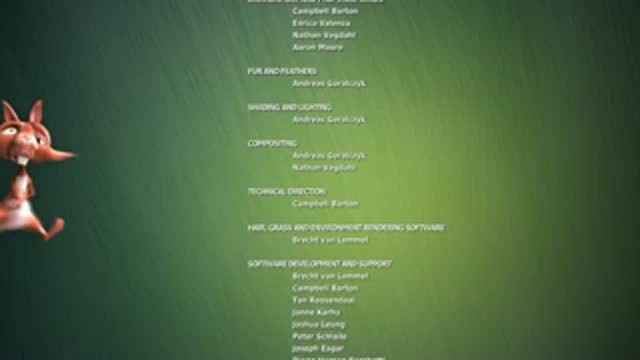 Campbell Barton
Enrico Valenza
Nathan Vegdahl
Aaron Moore
FUR AND FEATHERS
Andreas Goralczyk
SHADING AND LIGHTING
Andreas Goralczyk
COMPOSITING
Andreas Goralczyk
Nathan Vegdahl
TECHNICAL DIRECTION
Campbell Barton
HAIR, GRASS AND ENVIRONMENT RENDERING SOFTWARE
Brecht van Lommel
SOFTWARE DEVELOPMENT AND SUPPORT
Brecht van Lommel
Campbell Barton
Ton Roosendaal
Janne Karhu
Joshua Leung
Peter Schlaile
Joseph Eagar